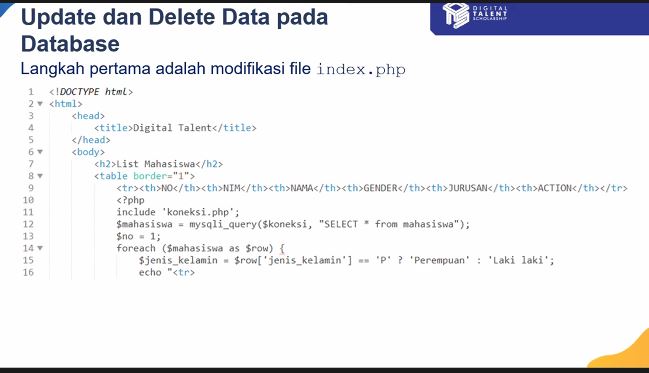 Update dan Delete Data pada
Database
DIGITAL
TALENT
SCHOLARSHIP
Langkah pertama adalah modifikasi file index.php
1 <!DOCTYPE html>
2 <html>
3 <head>
4 <title>Digital Talent</title>
5 </head>
6 <body>
7 <h2>List Mahasiswa</h2>
8 <table border="1">
9 <tr><th>NO</th><th>NIM</th><th>NAMA</th><th>GENDER</th><th>JURUSAN</th><th>ACTION</th></tr>
10 <?php
11 include 'koneksi.php';
12 $mahasiswa = mysqli_query($koneksi, "SELECT * from mahasiswa");
13 $no = 1;
14 foreach ($mahasiswa as $row) {
15 $jenis_kelamin = $row['jenis_kelamin'] == 'P' ? 'Perempuan' : 'Laki laki';
16 echo "<tr>